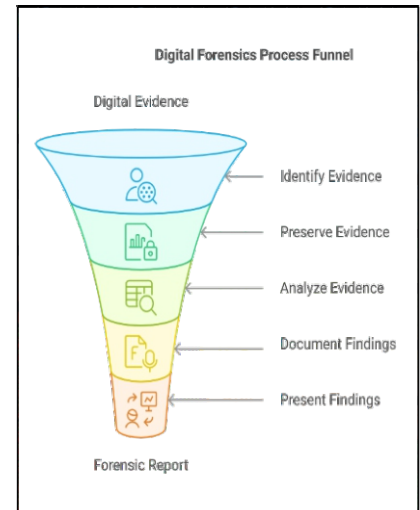 Digital Forensics Process Funnel
Digital Evidence
Identify Evidence
Preserve Evidence
Analyze Evidence
Document Findings
Present Findings
Forensic Report